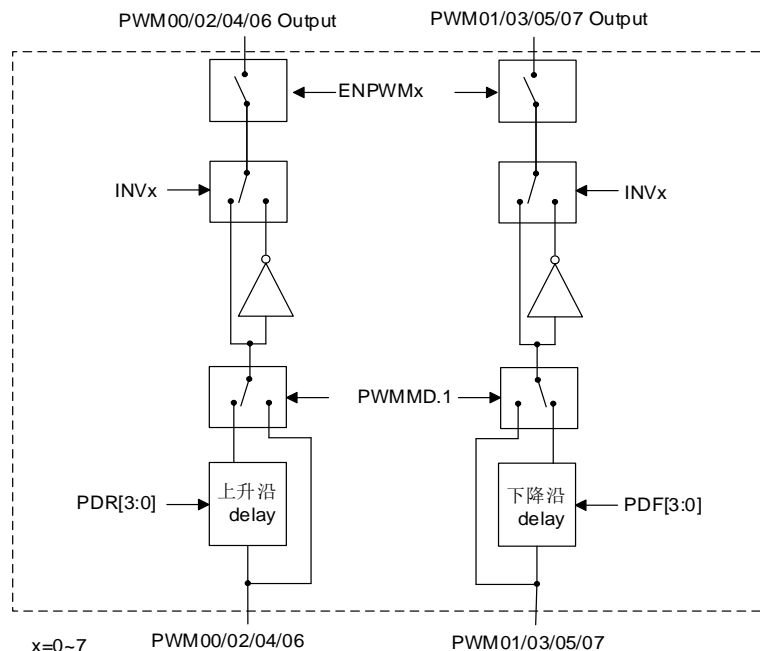 PWM00/02/04/06 Output
PWM01/03/05/07 Output
ENPWMx
INVx
INVx
PWMMD.1
PDR[3:0]
上升沿
delay
下降沿
delay
PDF[3:0]
x=0~7
PWM00/02/04/06
PWM01/03/05/07